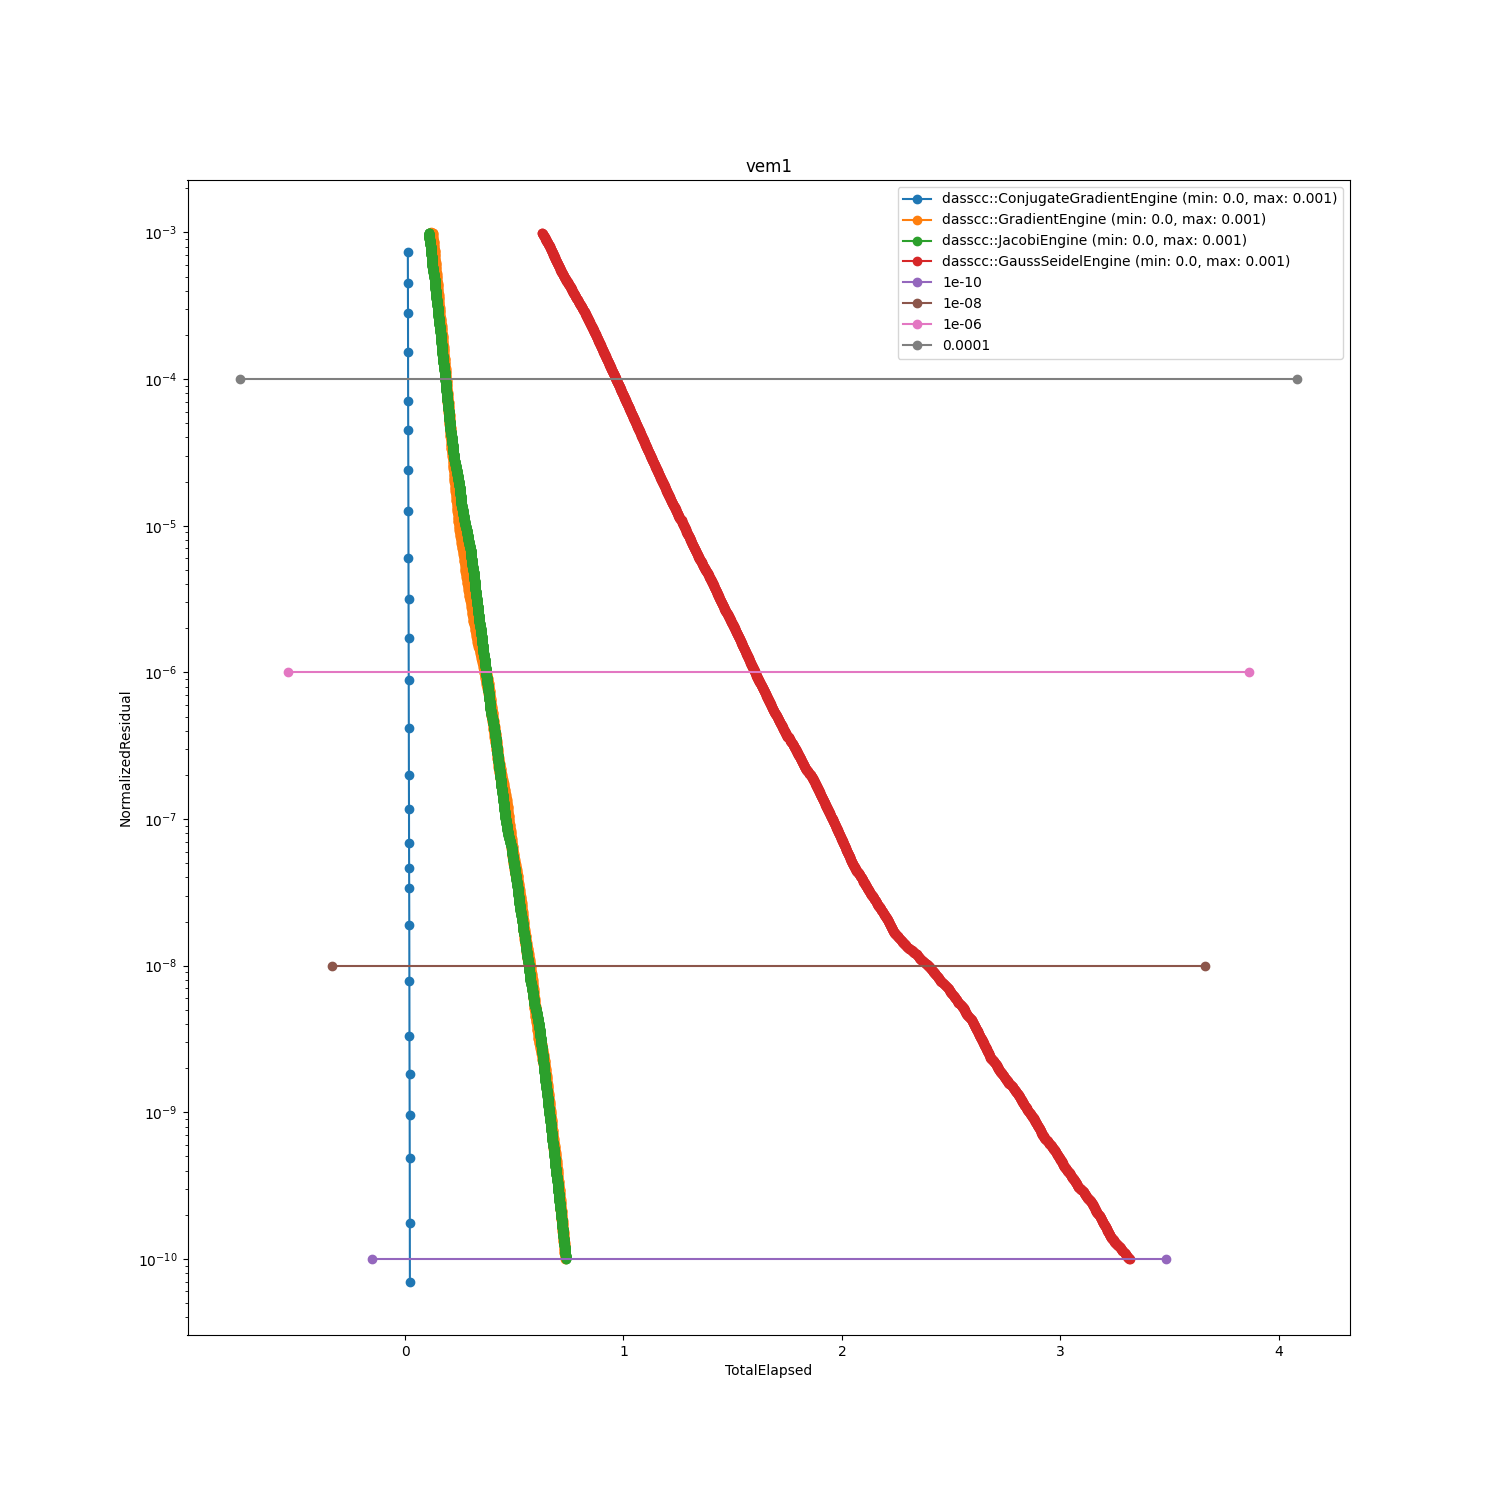 vem1
dasscc::ConjugateGradientEngine (min: 0.0, max: 0.001)
dasscc::GradientEngine (min: 0.0, max: 0.001)
dasscc::JacobiEngine (min: 0.0, max: 0.001)
dasscc::GaussSeidelEngine (min: 0.0, max: 0.001)
1e-10
1e-08
1e-06
0.0001
NormalizedResidual
10⁻³
10⁻⁴
10⁻⁵
10⁻⁶
10⁻⁷
10⁻⁸
10⁻⁹
10⁻¹⁰
0 1 2 3 4
TotalElapsed